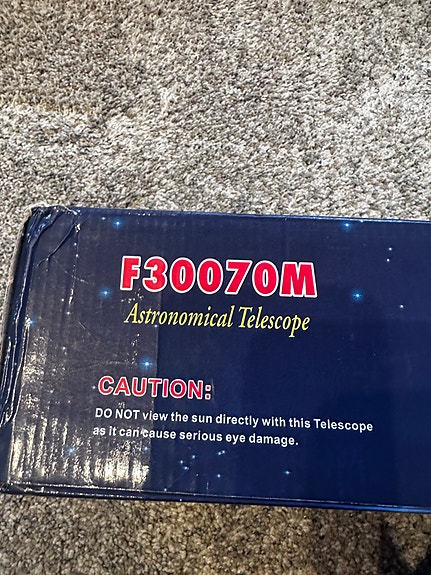 F30070M
Astronomical Telescope
CAUTION:
DO NOT view the sun directly with this Telescope
as it can cause serious eye damage.